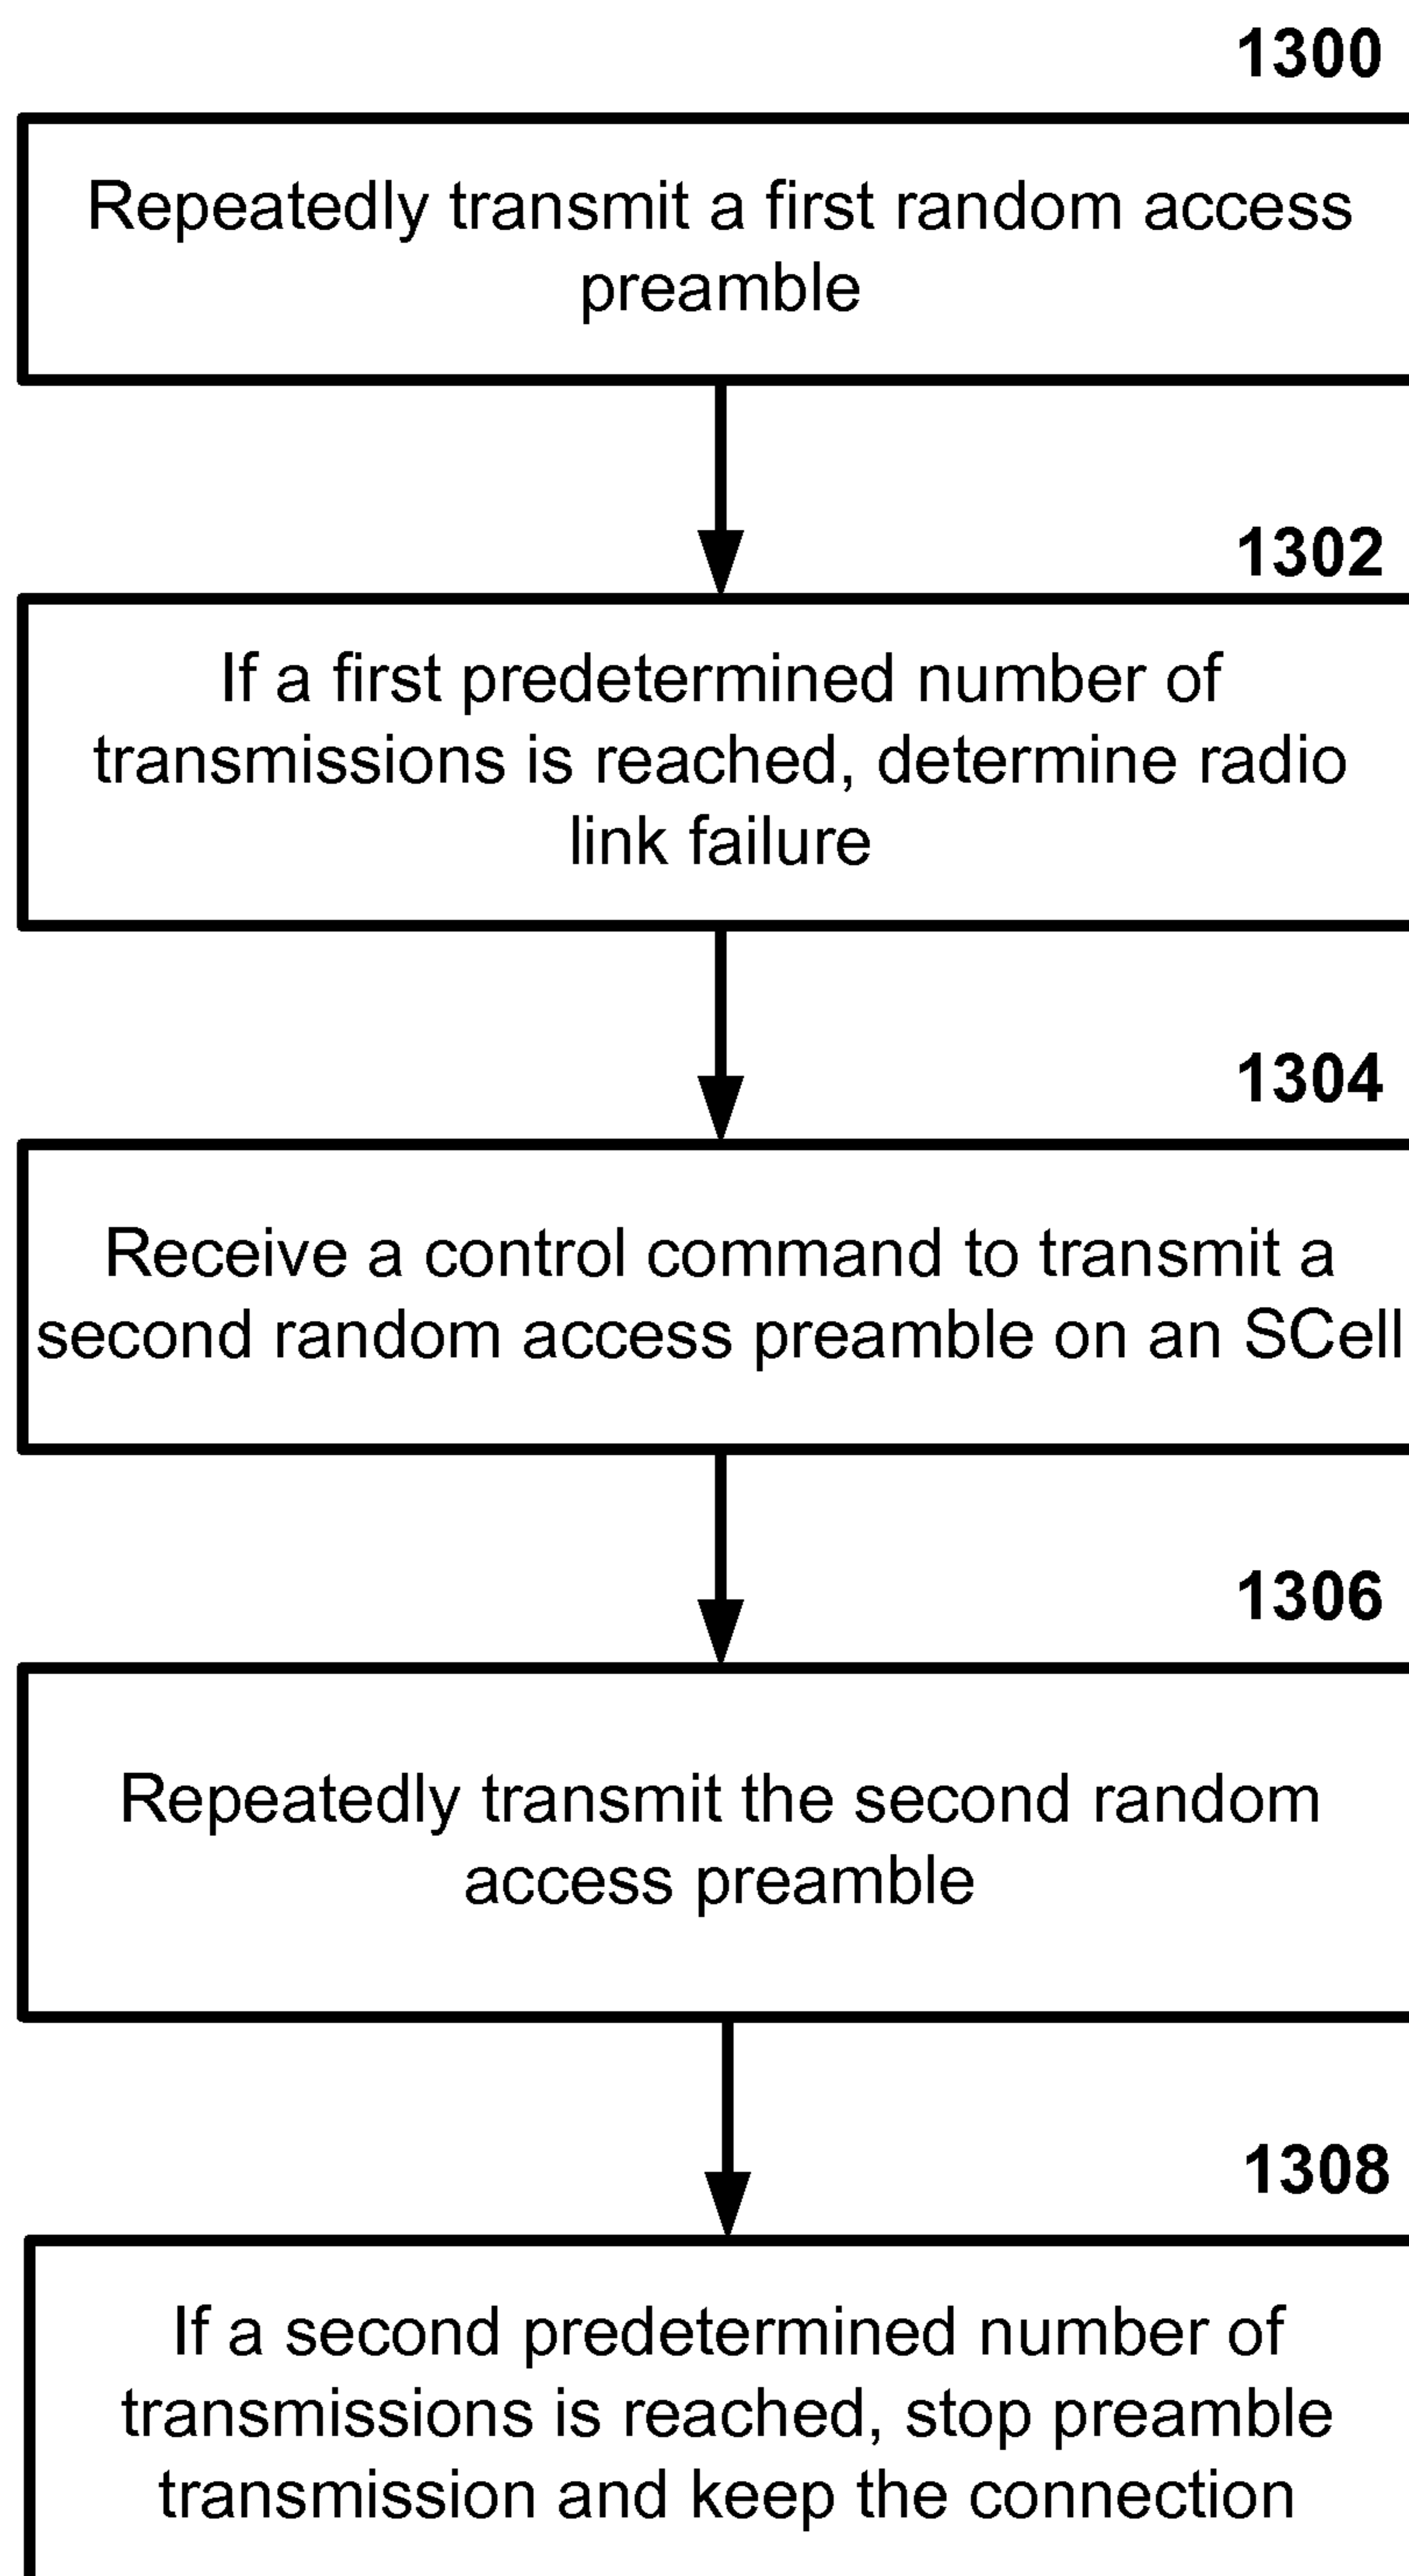 1300
Repeatedly transmit a first random access
preamble
1302
If a first predetermined number of
transmissions is reached, determine radio
link failure
1304
Receive a control command to transmit a
second random access preamble on an SCell
1306
Repeatedly transmit the second random
access preamble
1308
If a second predetermined number of
transmissions is reached, stop preamble
transmission and keep the connection